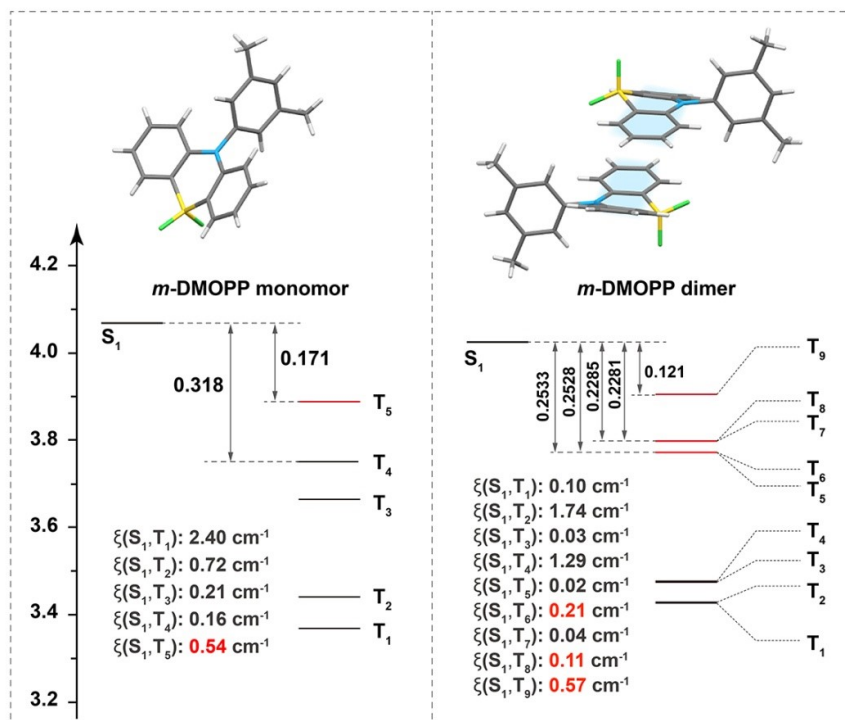 4.2
4.0
3.8
3.6
3.4
3.2
m-DMOPP monomor
S₁
0.318
0.171
T₅
T₄
T₃
T₂
T₁
ξ(S₁,T₁): 2.40 cm⁻¹
ξ(S₁,T₂): 0.72 cm⁻¹
ξ(S₁,T₃): 0.21 cm⁻¹
ξ(S₁,T₄): 0.16 cm⁻¹
ξ(S₁,T₅): 0.54 cm⁻¹
m-DMOPP dimer
S₁
0.2533
0.2528
0.2285
0.2281
0.121
T₉
T₈
T₇
T₆
T₅
T₄
T₃
T₂
T₁
ξ(S₁,T₁): 0.10 cm⁻¹
ξ(S₁,T₂): 1.74 cm⁻¹
ξ(S₁,T₃): 0.03 cm⁻¹
ξ(S₁,T₄): 1.29 cm⁻¹
ξ(S₁,T₅): 0.02 cm⁻¹
ξ(S₁,T₆): 0.21 cm⁻¹
ξ(S₁,T₇): 0.04 cm⁻¹
ξ(S₁,T₈): 0.11 cm⁻¹
ξ(S₁,T₉): 0.57 cm⁻¹